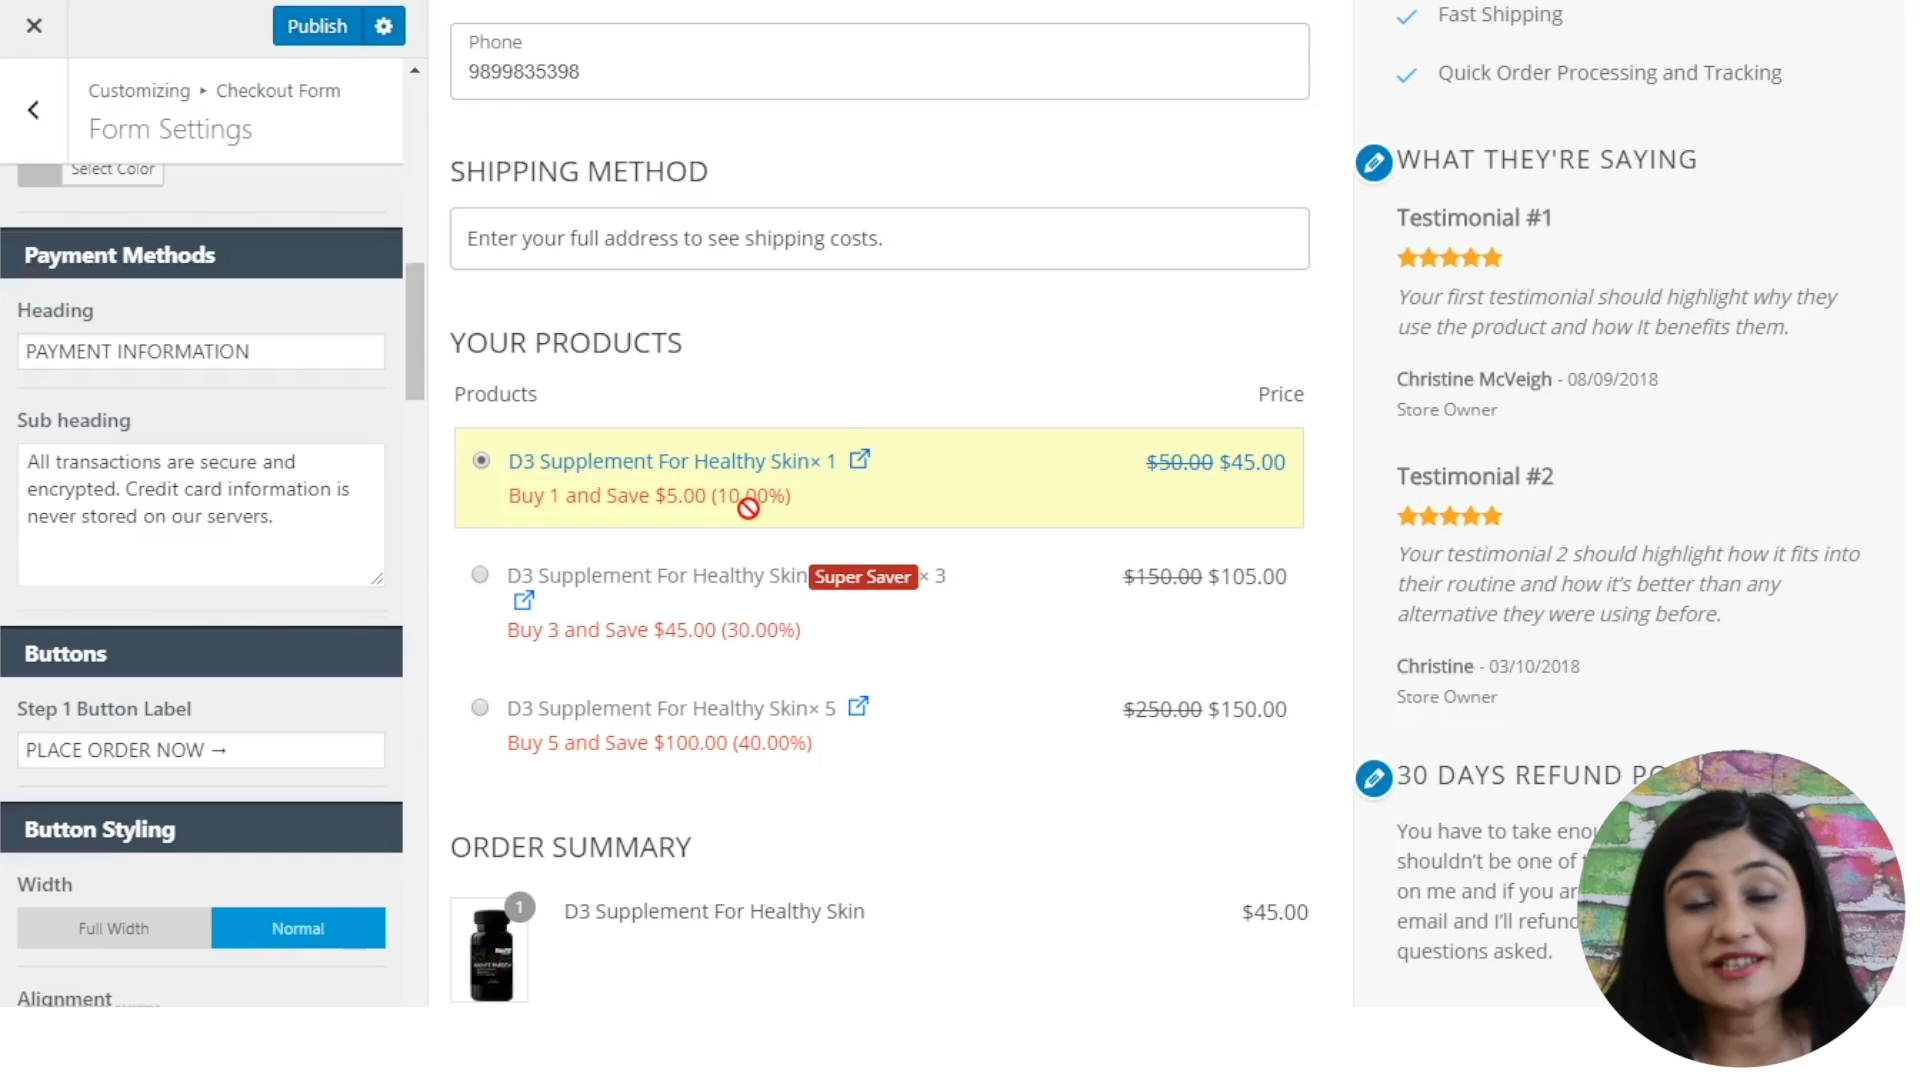 Publish
Customizing ▸ Checkout Form
Form Settings
Select Color
Payment Methods
Heading
PAYMENT INFORMATION
Sub heading
All transactions are secure and
encrypted. Credit card information is
never stored on our servers.
Buttons
Step 1 Button Label
PLACE ORDER NOW →
Button Styling
Width
Full Width
Normal
Alignment
Phone
9899835398
SHIPPING METHOD
Enter your full address to see shipping costs.
YOUR PRODUCTS
Products Price
D3 Supplement For Healthy Skin× 1 $50.00 $45.00
Buy 1 and Save $5.00 (10.00%)
D3 Supplement For Healthy Skin Super Saver × 3 $150.00 $105.00
Buy 3 and Save $45.00 (30.00%)
D3 Supplement For Healthy Skin× 5 $250.00 $150.00
Buy 5 and Save $100.00 (40.00%)
ORDER SUMMARY
1
D3 Supplement For Healthy Skin $45.00
Fast Shipping
Quick Order Processing and Tracking
WHAT THEY'RE SAYING
Testimonial #1
Your first testimonial should highlight why they
use the product and how It benefits them.
Christine McVeigh - 08/09/2018
Store Owner
Testimonial #2
Your testimonial 2 should highlight how it fits into
their routine and how it’s better than any
alternative they were using before.
Christine - 03/10/2018
Store Owner
30 DAYS REFUND
You have to take
shouldn’t be one of
on me and if you
email and I’ll refund
questions asked.